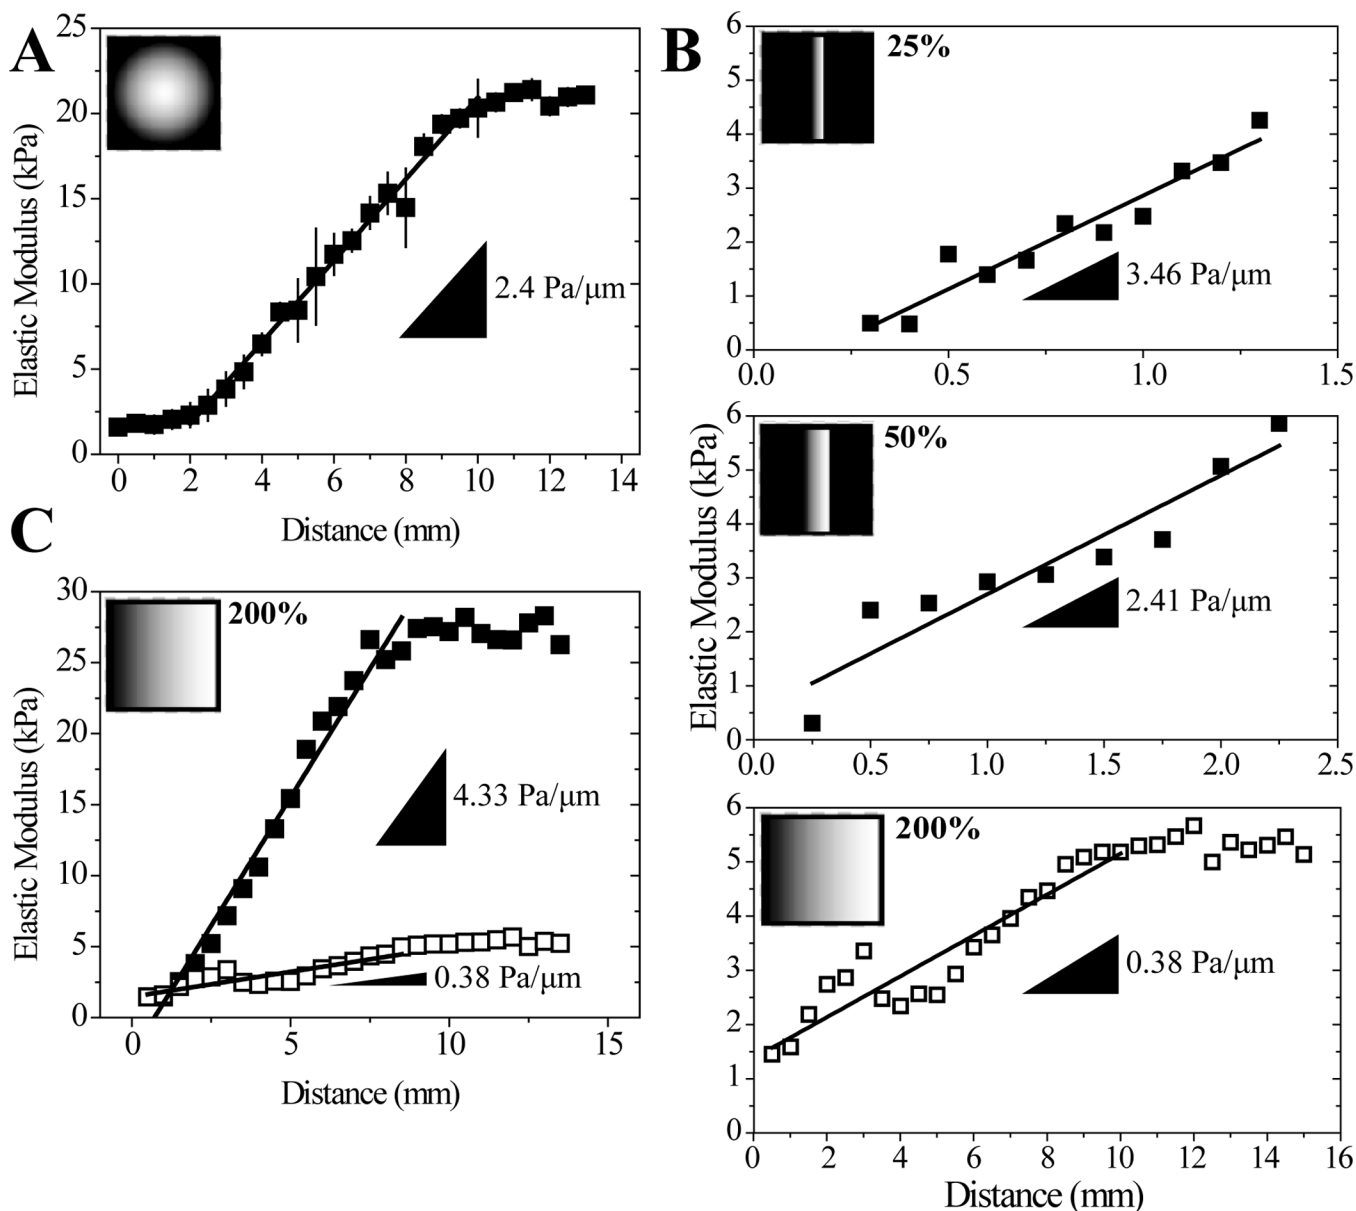 A
25
20
15
10
5
0
Elastic Modulus (kPa)
2.4 Pa/μm
0 2 4 6 8 10 12 14
Distance (mm)
B
25%
6
5
4
3
2
1
0
3.46 Pa/μm
0.0 0.5 1.0 1.5
50%
6
5
4
3
2
1
0
Elastic Modulus (kPa)
2.41 Pa/μm
0.0 0.5 1.0 1.5 2.0 2.5
200%
6
5
4
3
2
1
0
0.38 Pa/μm
0 2 4 6 8 10 12 14 16
Distance (mm)
C
200%
30
25
20
15
10
5
0
Elastic Modulus (kPa)
4.33 Pa/μm
0.38 Pa/μm
0 5 10 15
Distance (mm)